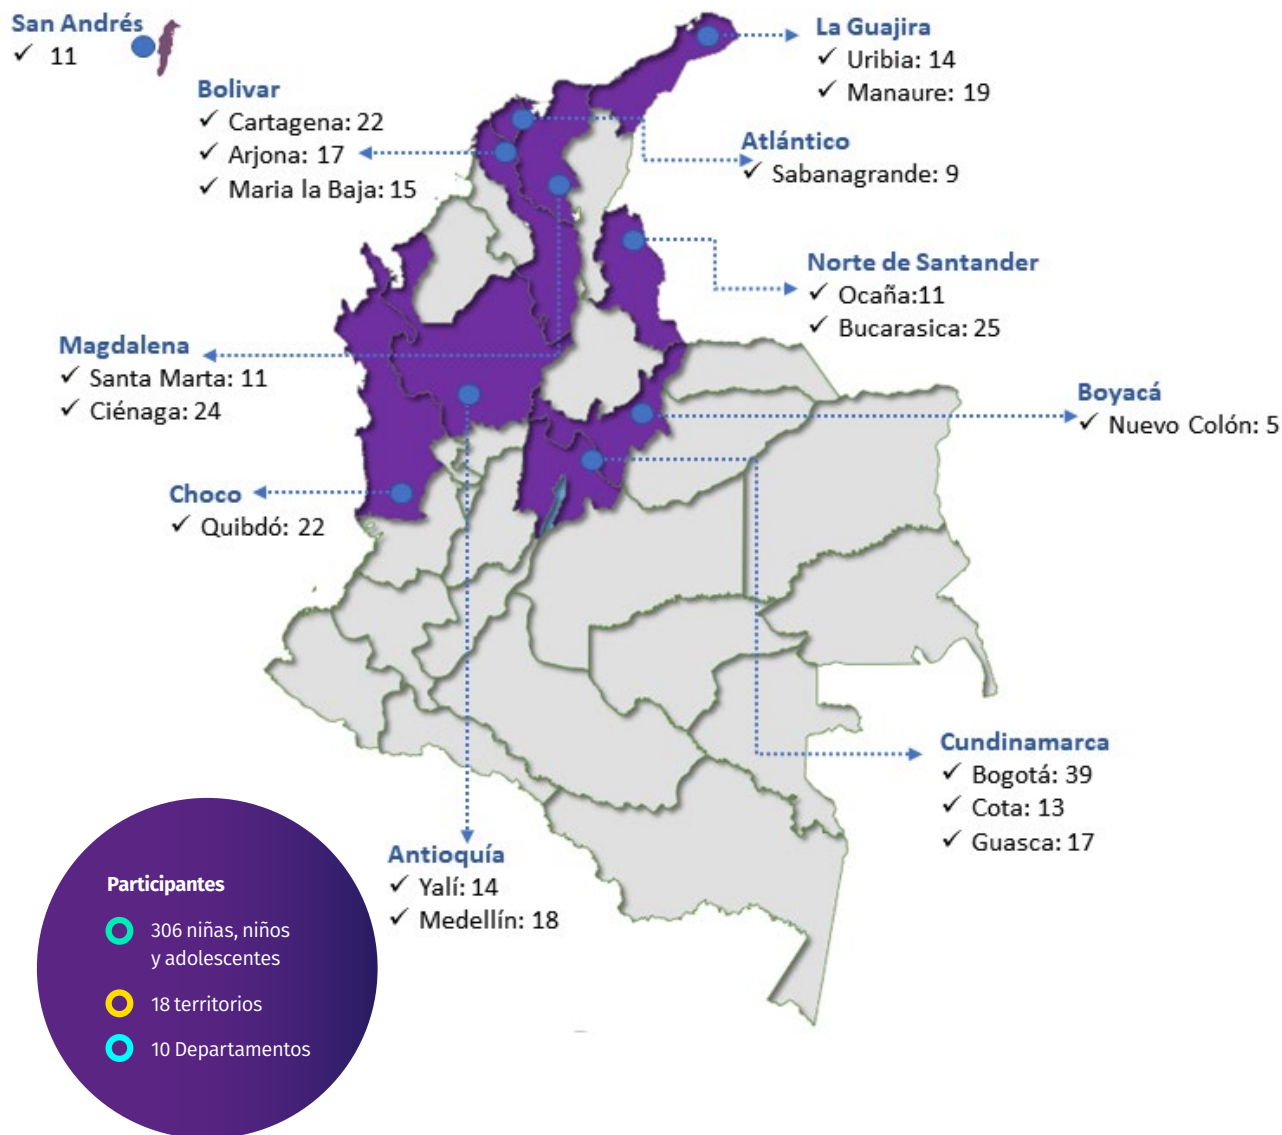 San Andrés
✓ 11
La Guajira
✓ Uribia: 14
✓ Manaure: 19
Bolivar
✓ Cartagena: 22
✓ Arjona: 17
✓ Maria la Baja: 15
Atlántico
✓ Sabanagrande: 9
Norte de Santander
✓ Ocaña:11
✓ Bucarasica: 25
Magdalena
✓ Santa Marta: 11
✓ Ciénaga: 24
Boyacá
✓ Nuevo Colón: 5
Choco
✓ Quibdó: 22
Cundinamarca
✓ Bogotá: 39
✓ Cota: 13
✓ Guasca: 17
Antioquía
✓ Yalí: 14
✓ Medellín: 18
Participantes
306 niñas, niños
y adolescentes
18 territorios
10 Departamentos